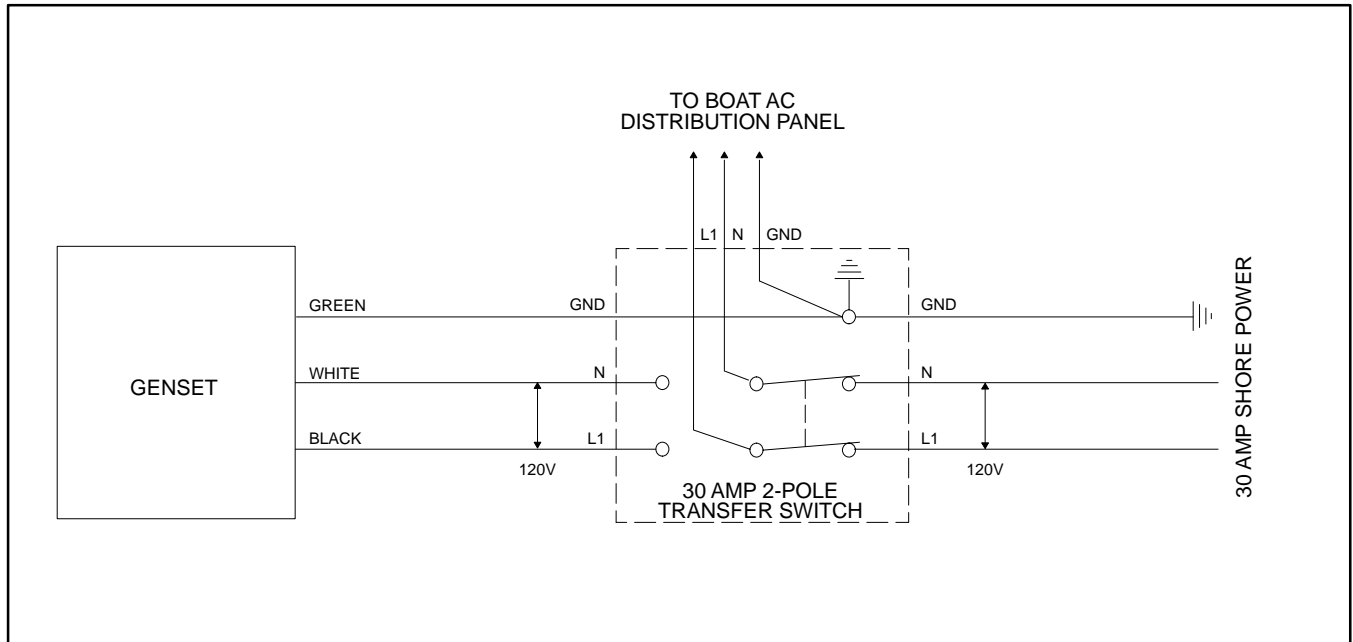 TO BOAT AC
DISTRIBUTION PANEL
L1 N GND
GREEN GND GND
WHITE N N
GENSET
BLACK L1 L1
120V 120V
30 AMP 2-POLE
TRANSFER SWITCH
30 AMP SHORE POWER